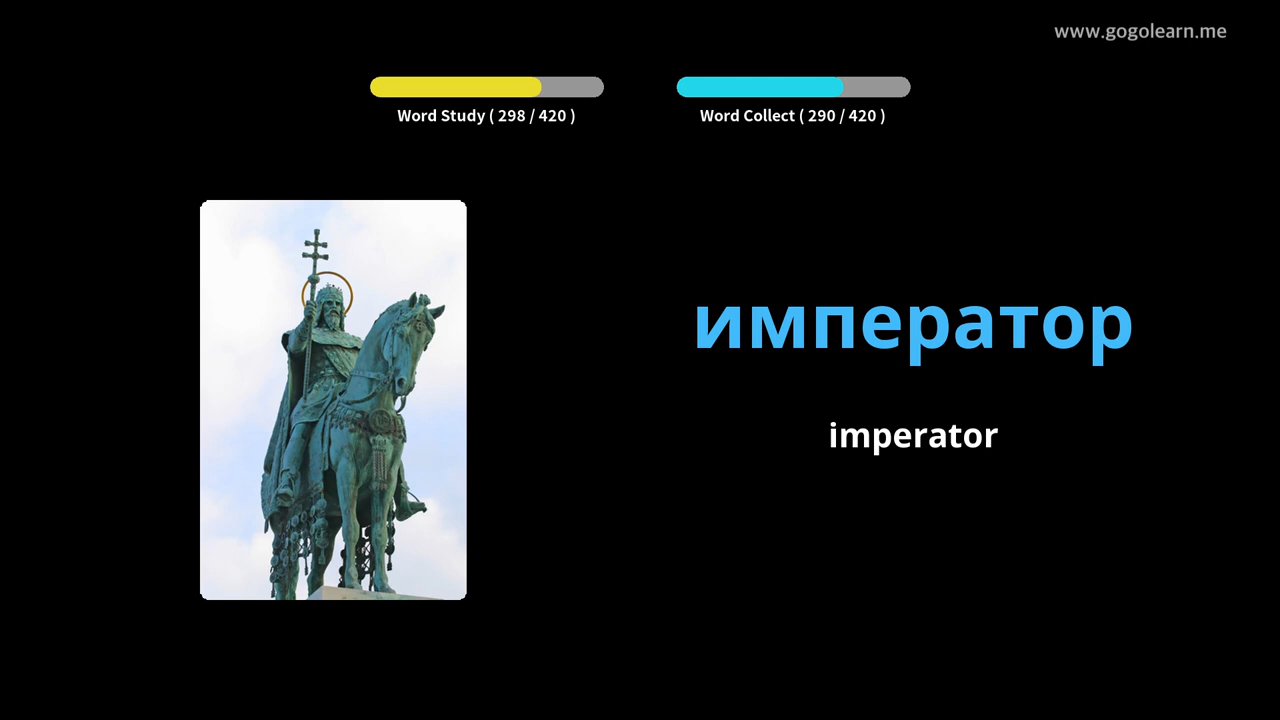 www.gogolearn.me
Word Study ( 298 / 420 )
Word Collect ( 290 / 420 )
император
imperator